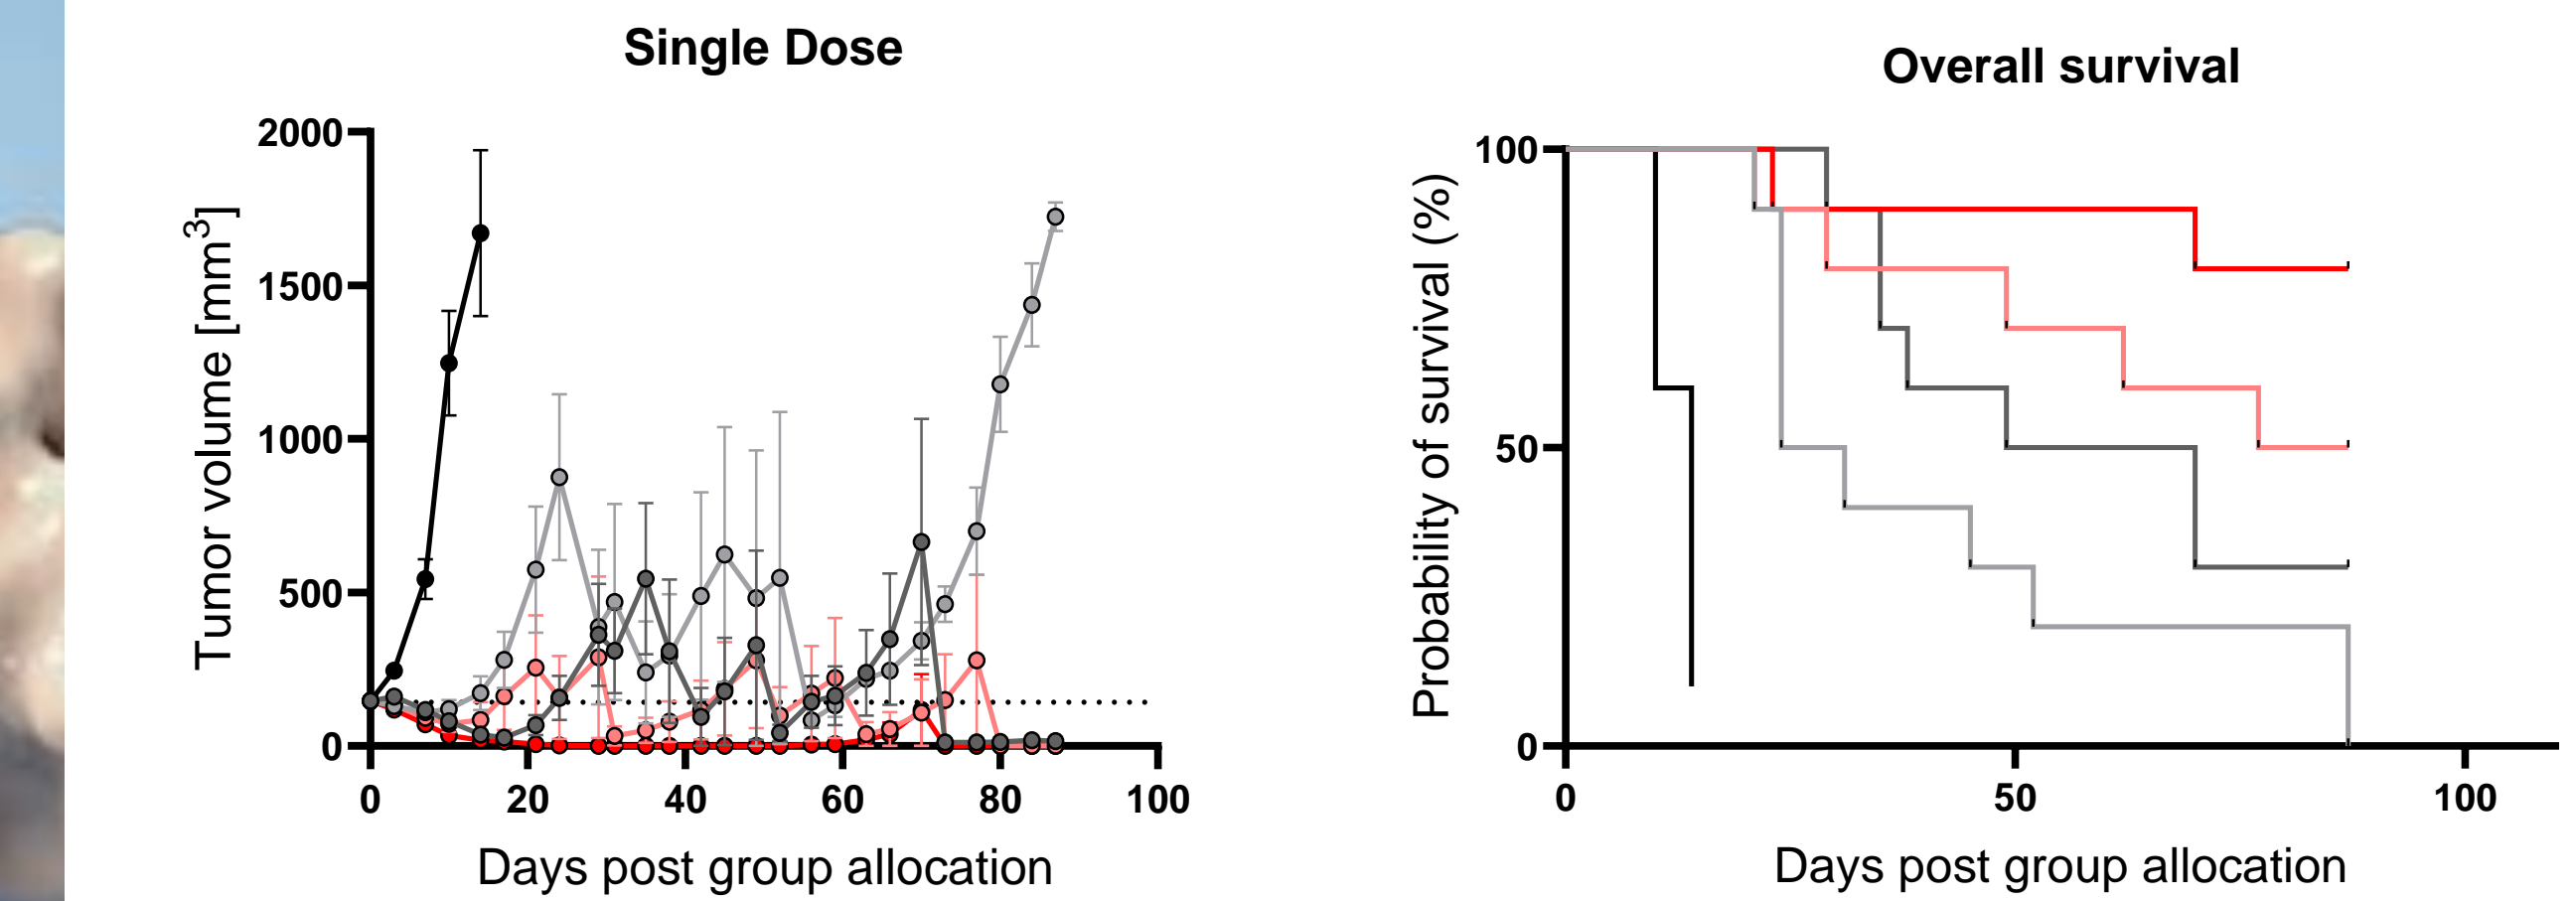 Single Dose
Tumor volume [mm³]
2000
1500
1000
500
0
0 20 40 60 80 100
Days post group allocation
Overall survival
Probability of survival (%)
100
50
0
0 50 100
Days post group allocation